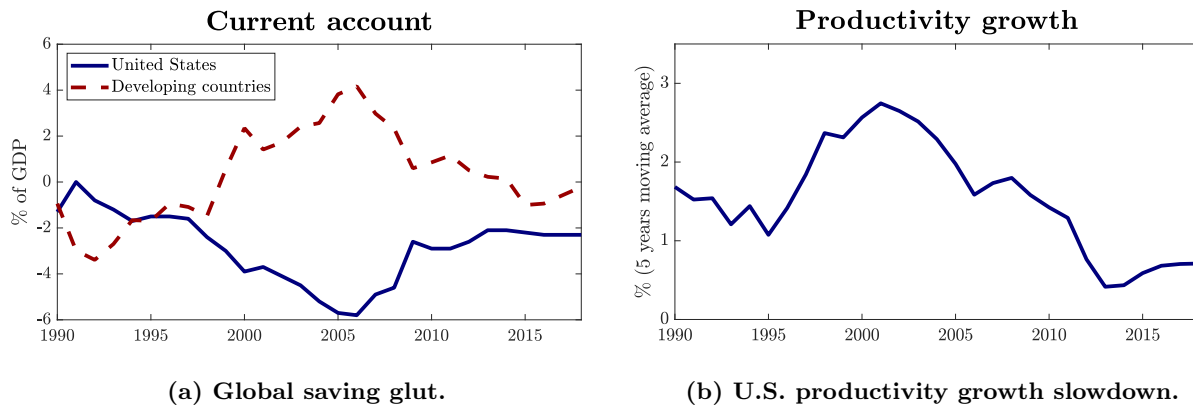 Current account
% of GDP
6
4
2
0
-2
-4
-6
United States
Developing countries
1990 1995 2000 2005 2010 2015
(a) Global saving glut.
Productivity growth
% (5 years moving average)
3
2
1
0
1990 1995 2000 2005 2010 2015
(b) U.S. productivity growth slowdown.